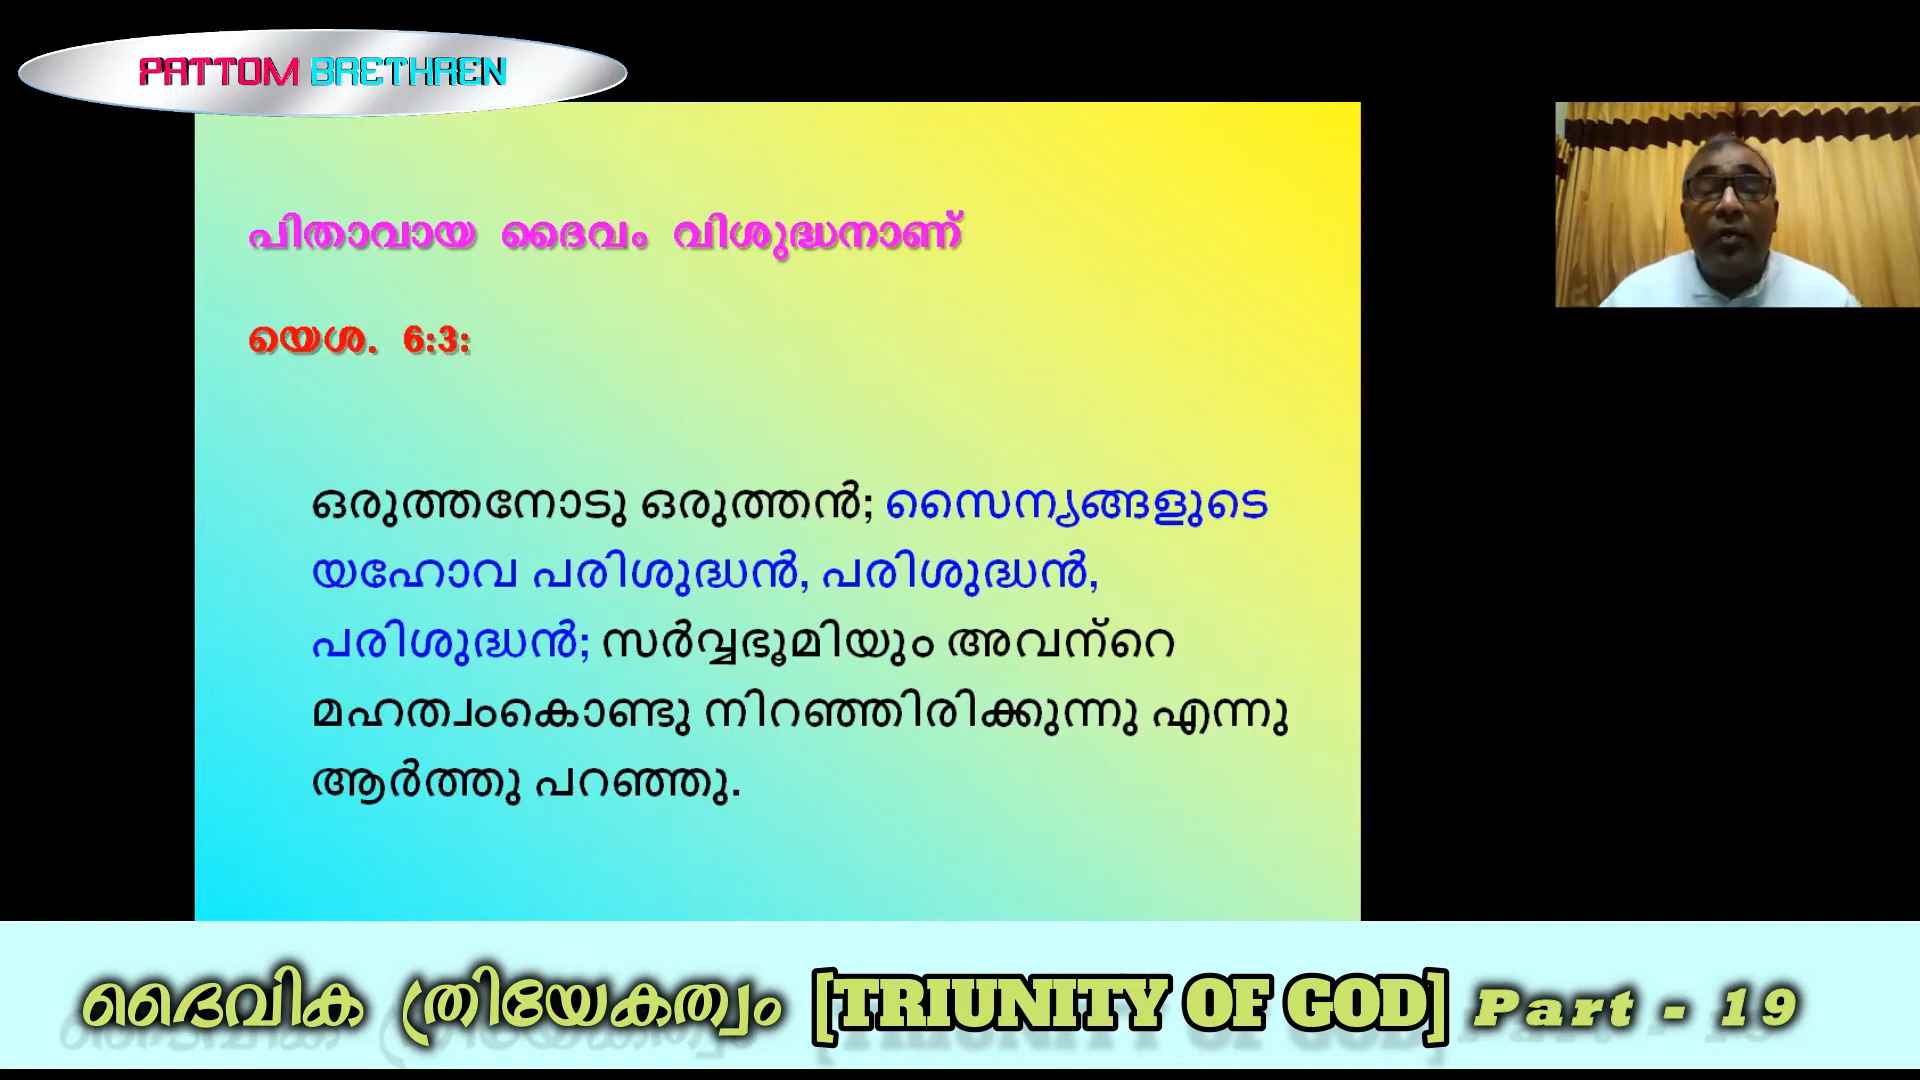 PATTOM BRETHREN
പിതാവായ ദൈവം വിശുദ്ധനാണ്
യെശ. 6:3:
ഒരുത്തനോടു ഒരുത്തൻ; സൈന്യങ്ങളുടെ
യഹോവ പരിശുദ്ധൻ, പരിശുദ്ധൻ,
പരിശുദ്ധൻ; സർവ്വഭൂമിയും അവന്റെ
മഹത്വംകൊണ്ടു നിറഞ്ഞിരിക്കുന്നു എന്നു
ആർത്തു പറഞ്ഞു.
ദൈവിക ത്രിയേകത്വം [TRIUNITY OF GOD] Part - 19